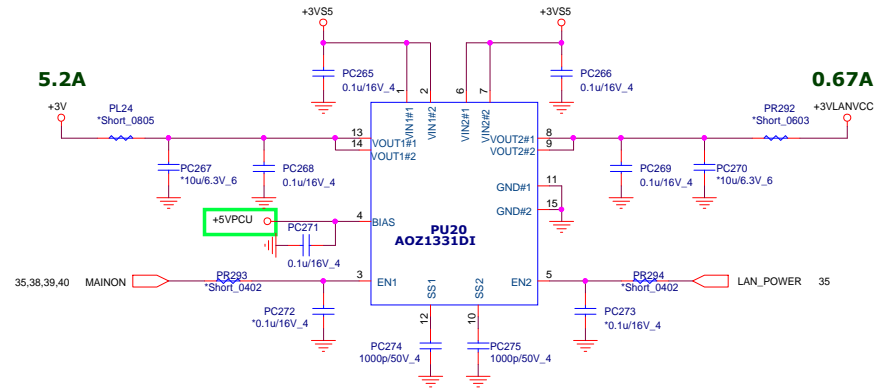 +3VS5
+3VS5
5.2A
0.67A
PC265
0.1u/16V_4
PC266
0.1u/16V_4
1
2
6
7
VIN1#1
VIN1#2
VIN2#1
VIN2#2
+3V
PL24
*Short_0805
PR292
*Short_0603
+3VLANVCC
13
14
VOUT1#1
VOUT1#2
VOUT2#1
VOUT2#2
8
9
PC267
*10u/6.3V_6
PC268
0.1u/16V_4
PC269
0.1u/16V_4
PC270
*10u/6.3V_6
GND#1
11
GND#2
15
+5VPCU
4
BIAS
PC271
0.1u/16V_4
PU20
AOZ1331DI
35,38,39,40
MAINON
PR293
*Short_0402
3
EN1
SS1
SS2
EN2
5
PR294
*Short_0402
LAN_POWER
35
PC272
*0.1u/16V_4
12
10
PC273
*0.1u/16V_4
PC274
1000p/50V_4
PC275
1000p/50V_4